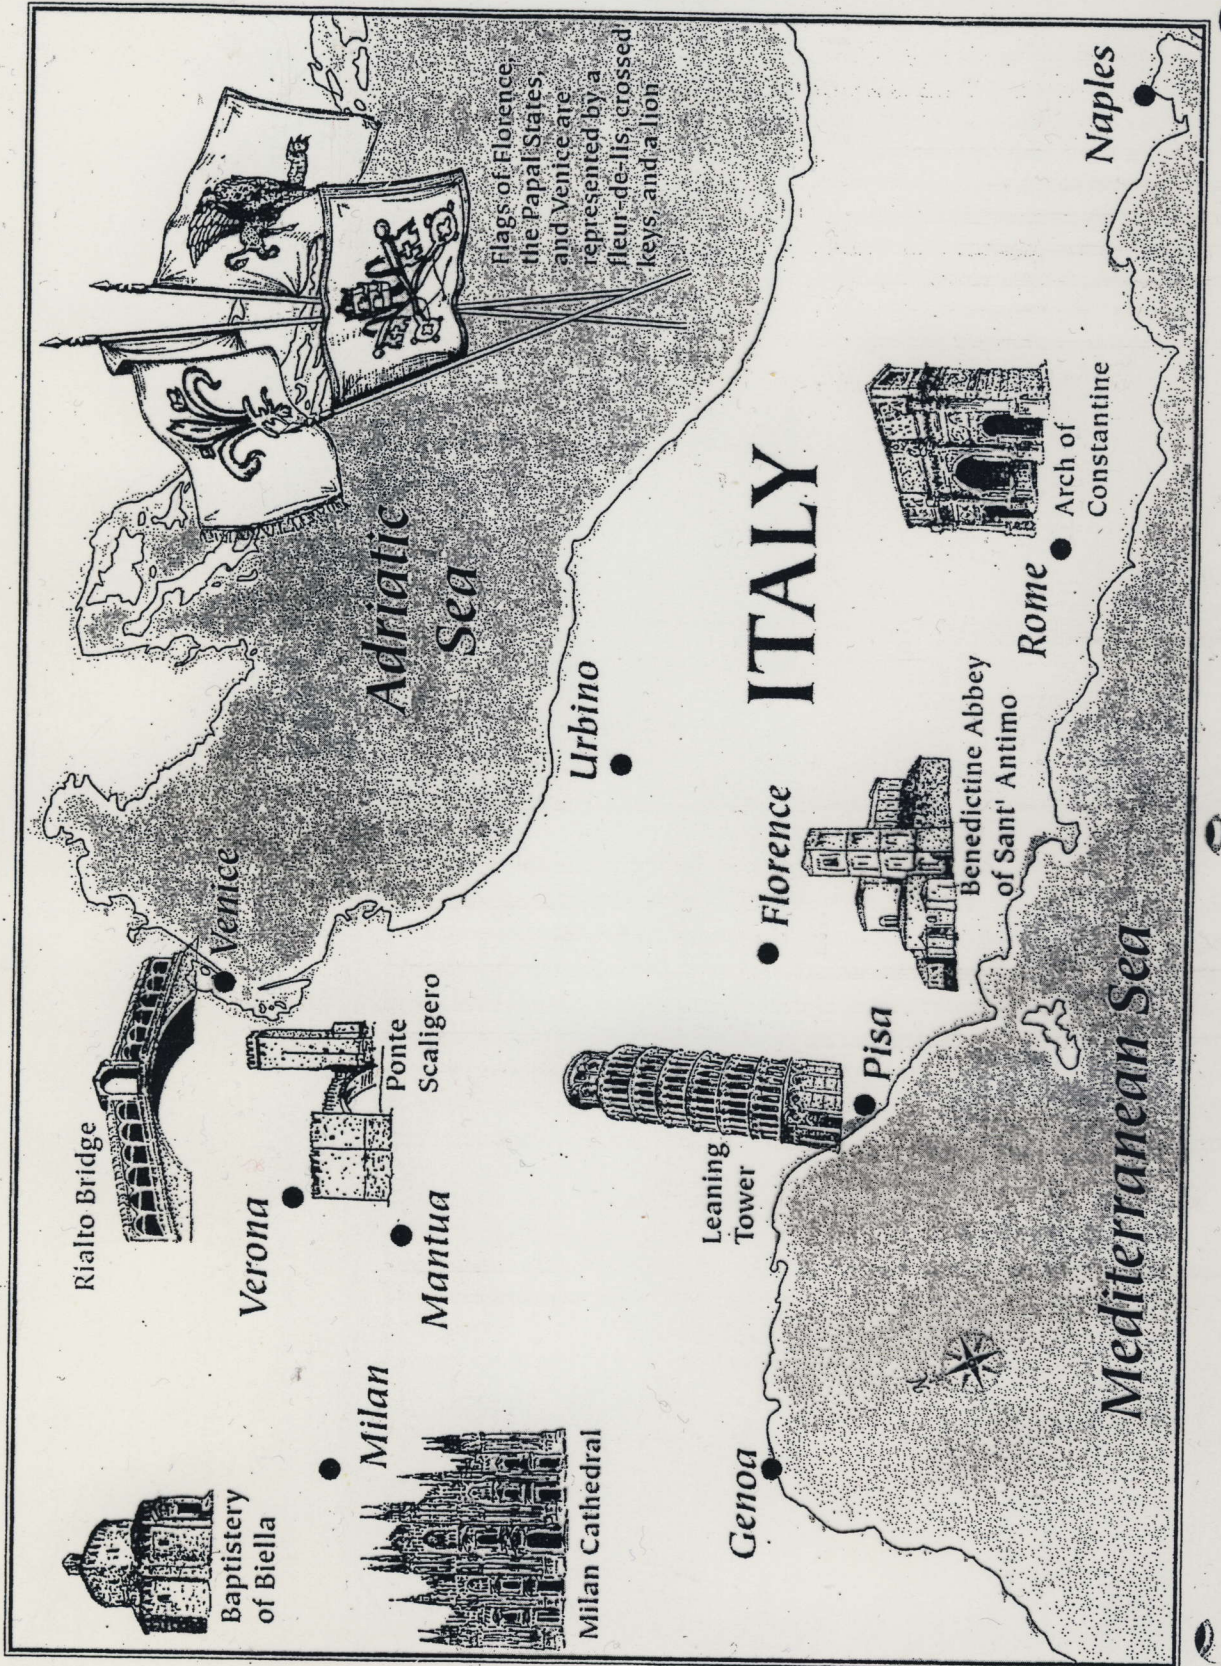 Baptistery
of Biella
Rialto Bridge
Milan
Verona
Venice
Ponte
Scaligero
Mantua
Milan Cathedral
Adriatic
Sea
Flags of Florence,
the Papal States,
and Venice are
represented by a
fleur-de-lis, crossed
keys, and a lion
Urbino
Leaning
Tower
Genoa
Florence
ITALY
Pisa
Benedictine Abbey
of Sant' Antimo
N
Rome
Arch of
Constantine
Naples
Mediterranean Sea